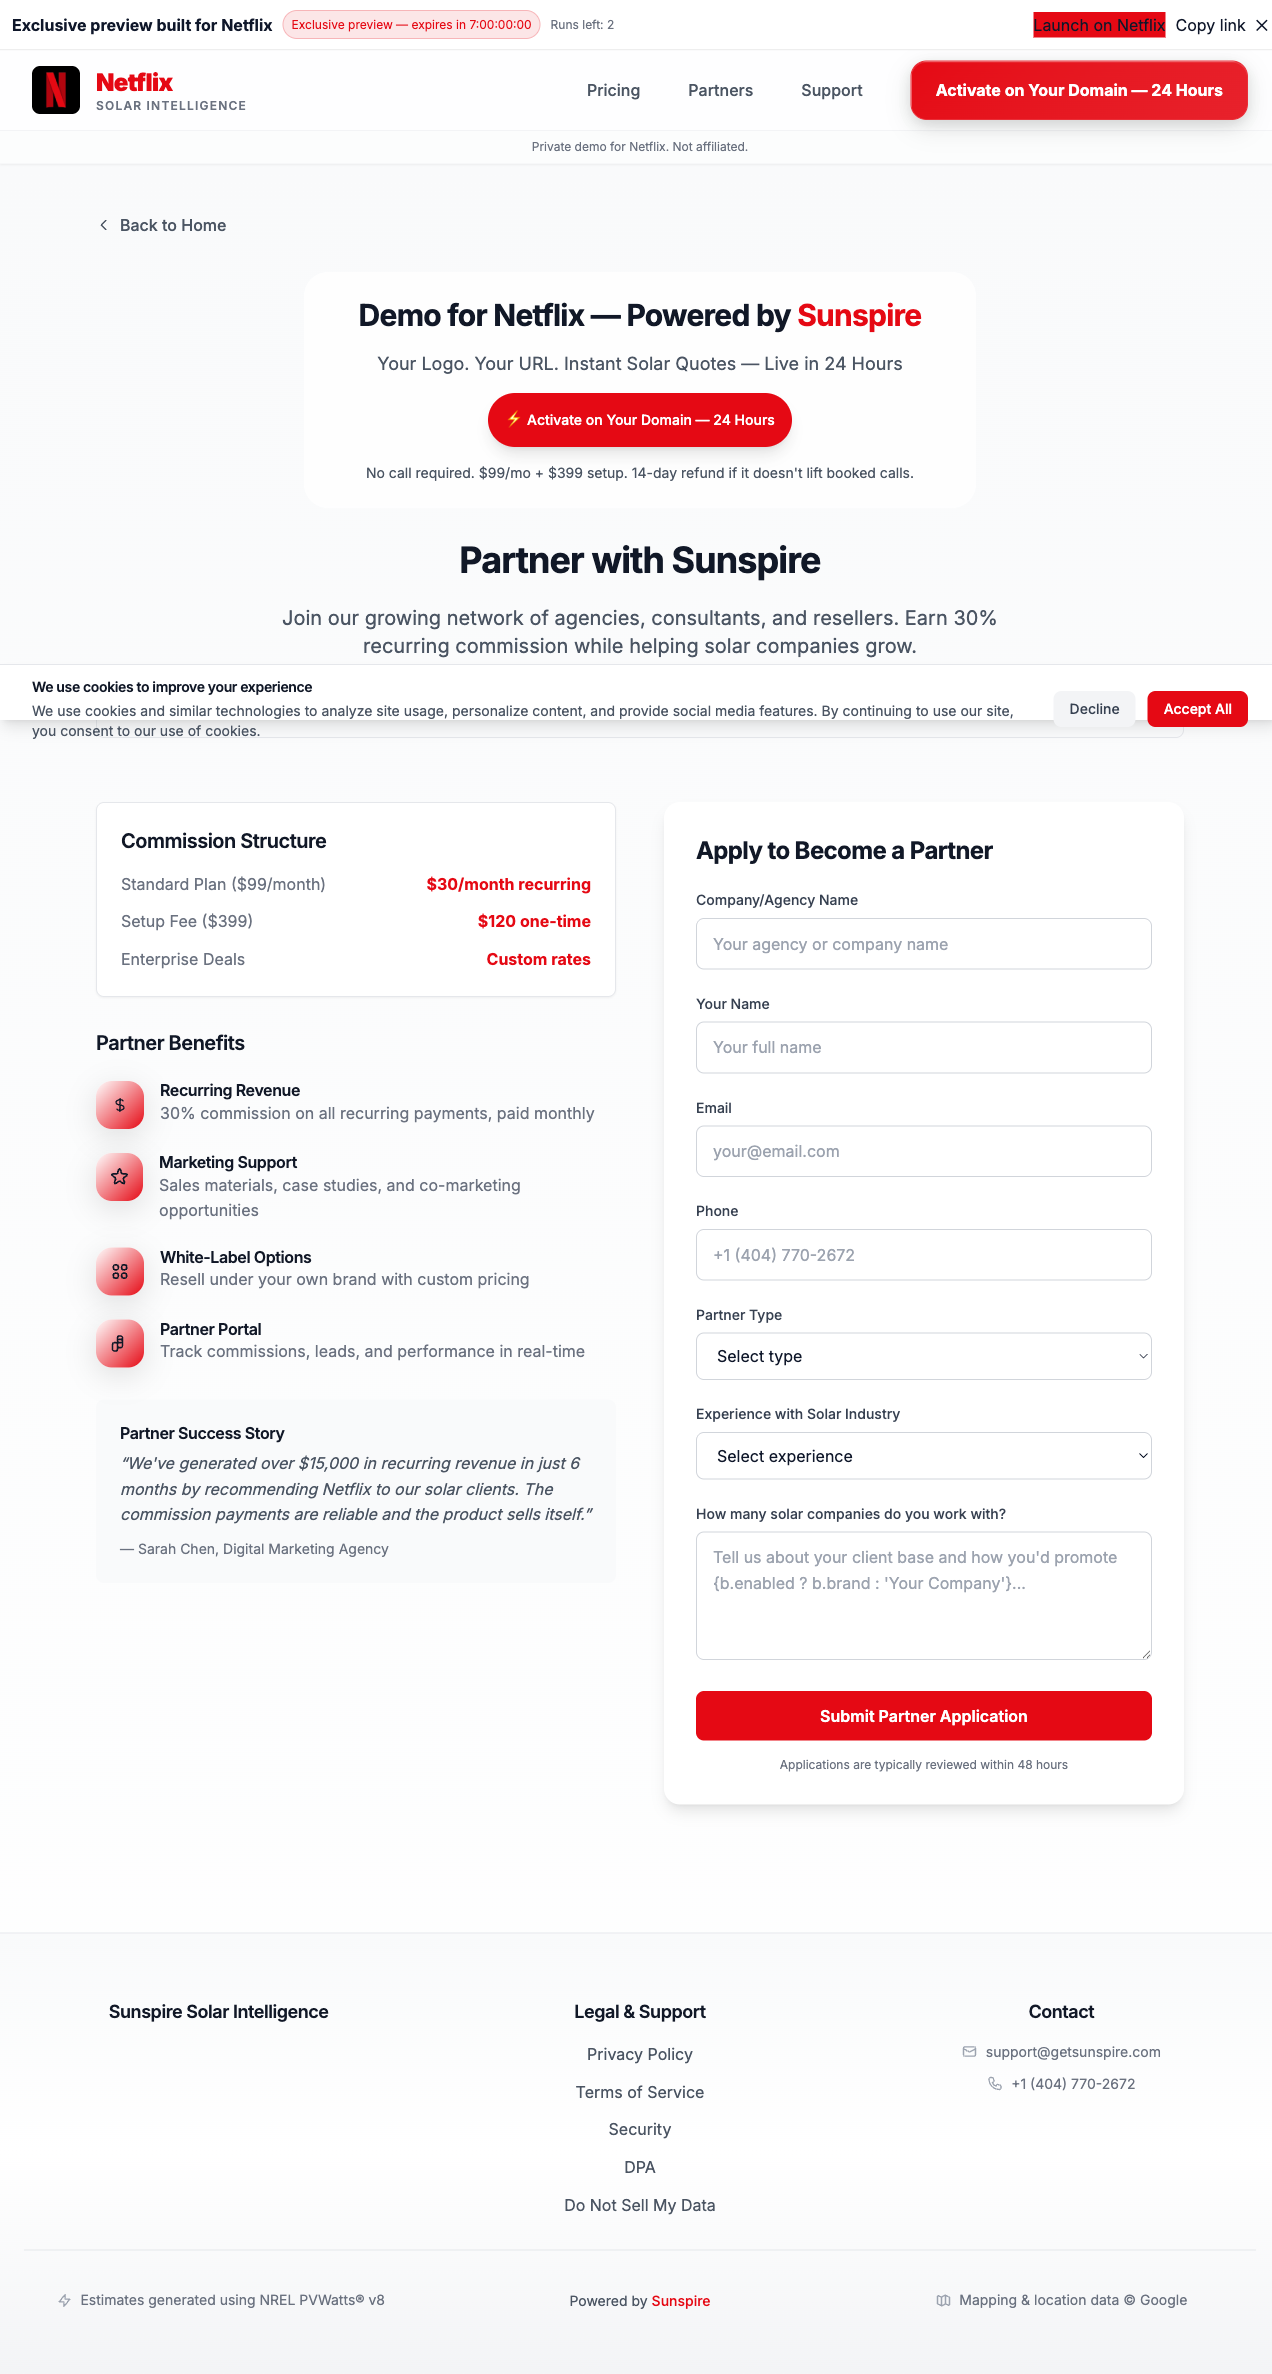 Exclusive preview built for Netflix
Exclusive preview — expires in 7:00:00:00
Runs left: 2
Launch on Netflix
Copy link
N
Netflix
SOLAR INTELLIGENCE
Pricing
Partners
Support
Activate on Your Domain — 24 Hours
Private demo for Netflix. Not affiliated.
Back to Home
Demo for Netflix — Powered by Sunspire
Your Logo. Your URL. Instant Solar Quotes — Live in 24 Hours
⚡ Activate on Your Domain — 24 Hours
No call required. $99/mo + $399 setup. 14-day refund if it doesn't lift booked calls.
Partner with Sunspire
Join our growing network of agencies, consultants, and resellers. Earn 30%
recurring commission while helping solar companies grow.
We use cookies to improve your experience
We use cookies and similar technologies to analyze site usage, personalize content, and provide social media features. By continuing to use our site,
you consent to our use of cookies.
Decline
Accept All
Commission Structure
Standard Plan ($99/month)
$30/month recurring
Setup Fee ($399)
$120 one-time
Enterprise Deals
Custom rates
Partner Benefits
Recurring Revenue
30% commission on all recurring payments, paid monthly
Marketing Support
Sales materials, case studies, and co-marketing
opportunities
White-Label Options
Resell under your own brand with custom pricing
Partner Portal
Track commissions, leads, and performance in real-time
Partner Success Story
“We've generated over $15,000 in recurring revenue in just 6
months by recommending Netflix to our solar clients. The
commission payments are reliable and the product sells itself.”
— Sarah Chen, Digital Marketing Agency
Apply to Become a Partner
Company/Agency Name
Your agency or company name
Your Name
Your full name
Email
your@email.com
Phone
+1 (404) 770-2672
Partner Type
Select type
Experience with Solar Industry
Select experience
How many solar companies do you work with?
Tell us about your client base and how you'd promote
{b.enabled ? b.brand : 'Your Company'}...
Submit Partner Application
Applications are typically reviewed within 48 hours
Sunspire Solar Intelligence
Legal & Support
Privacy Policy
Terms of Service
Security
DPA
Do Not Sell My Data
Contact
support@getsunspire.com
+1 (404) 770-2672
Estimates generated using NREL PVWatts® v8
Powered by Sunspire
Mapping & location data © Google